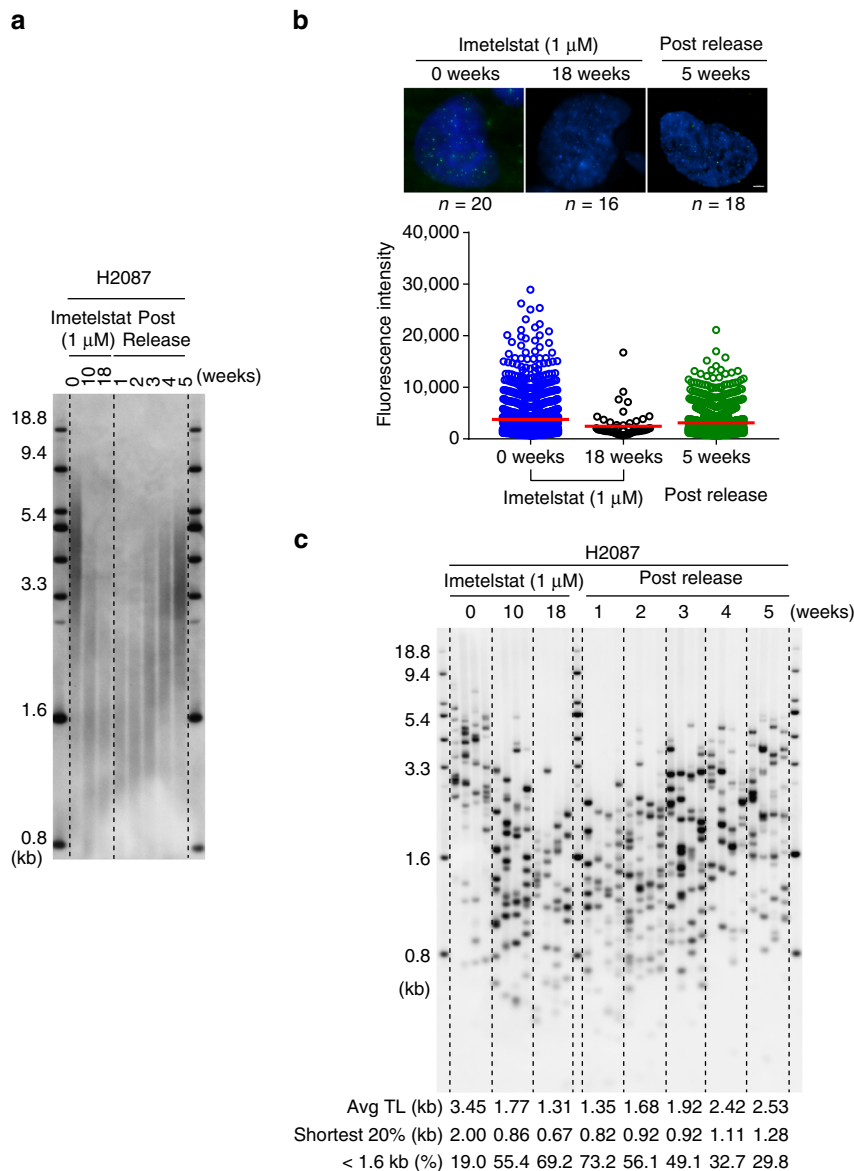 a
H2087
Imetelstat Post
(1 μM) Release
0 10 18 1 2 3 4 5 (weeks)
18.8
9.4
5.4
3.3
1.6
0.8
(kb)
b
Imetelstat (1 μM) Post release
0 weeks 18 weeks 5 weeks
n = 20 n = 16 n = 18
Fluorescence intensity
40,000
30,000
20,000
10,000
0
0 weeks 18 weeks 5 weeks
Imetelstat (1 μM) Post release
c
H2087
Imetelstat (1 μM) Post release
0 10 18 1 2 3 4 5 (weeks)
18.8
9.4
5.4
3.3
1.6
0.8
(kb)
Avg TL (kb) 3.45 1.77 1.31 1.35 1.68 1.92 2.42 2.53
Shortest 20% (kb) 2.00 0.86 0.67 0.82 0.92 0.92 1.11 1.28
< 1.6 kb (%) 19.0 55.4 69.2 73.2 56.1 49.1 32.7 29.8